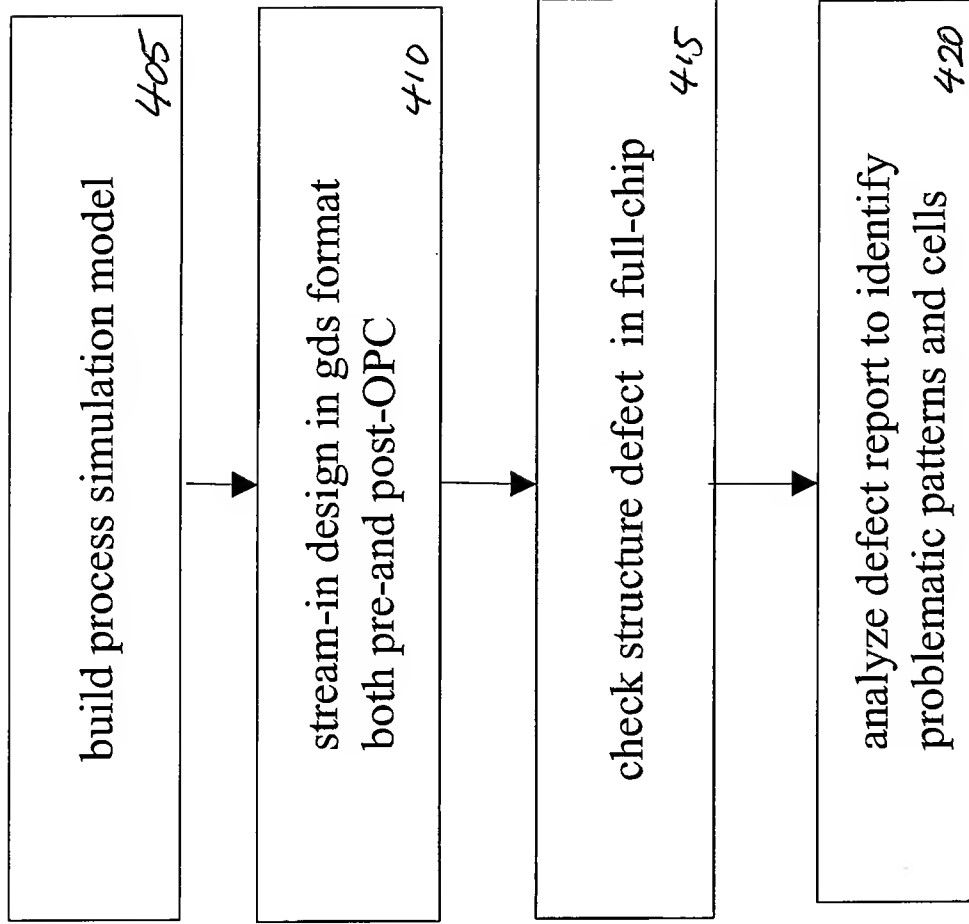 build process simulation model
405
stream-in design in gds format
both pre-and post-OPC
410
check structure defect in full-chip
415
analyze defect report to identify
problematic patterns and cells
420